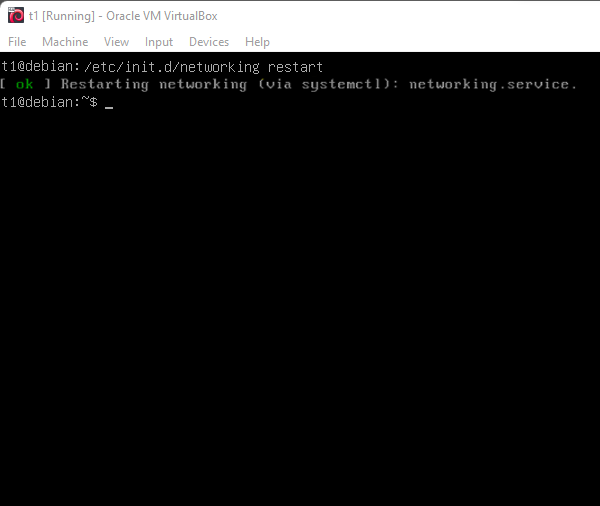 t1 [Running] - Oracle VM VirtualBox
File Machine View Input Devices Help
t1@debian: /etc/init.d/networking restart
[ ok ] Restarting networking (via systemctl): networking.service.
t1@debian:~$ _